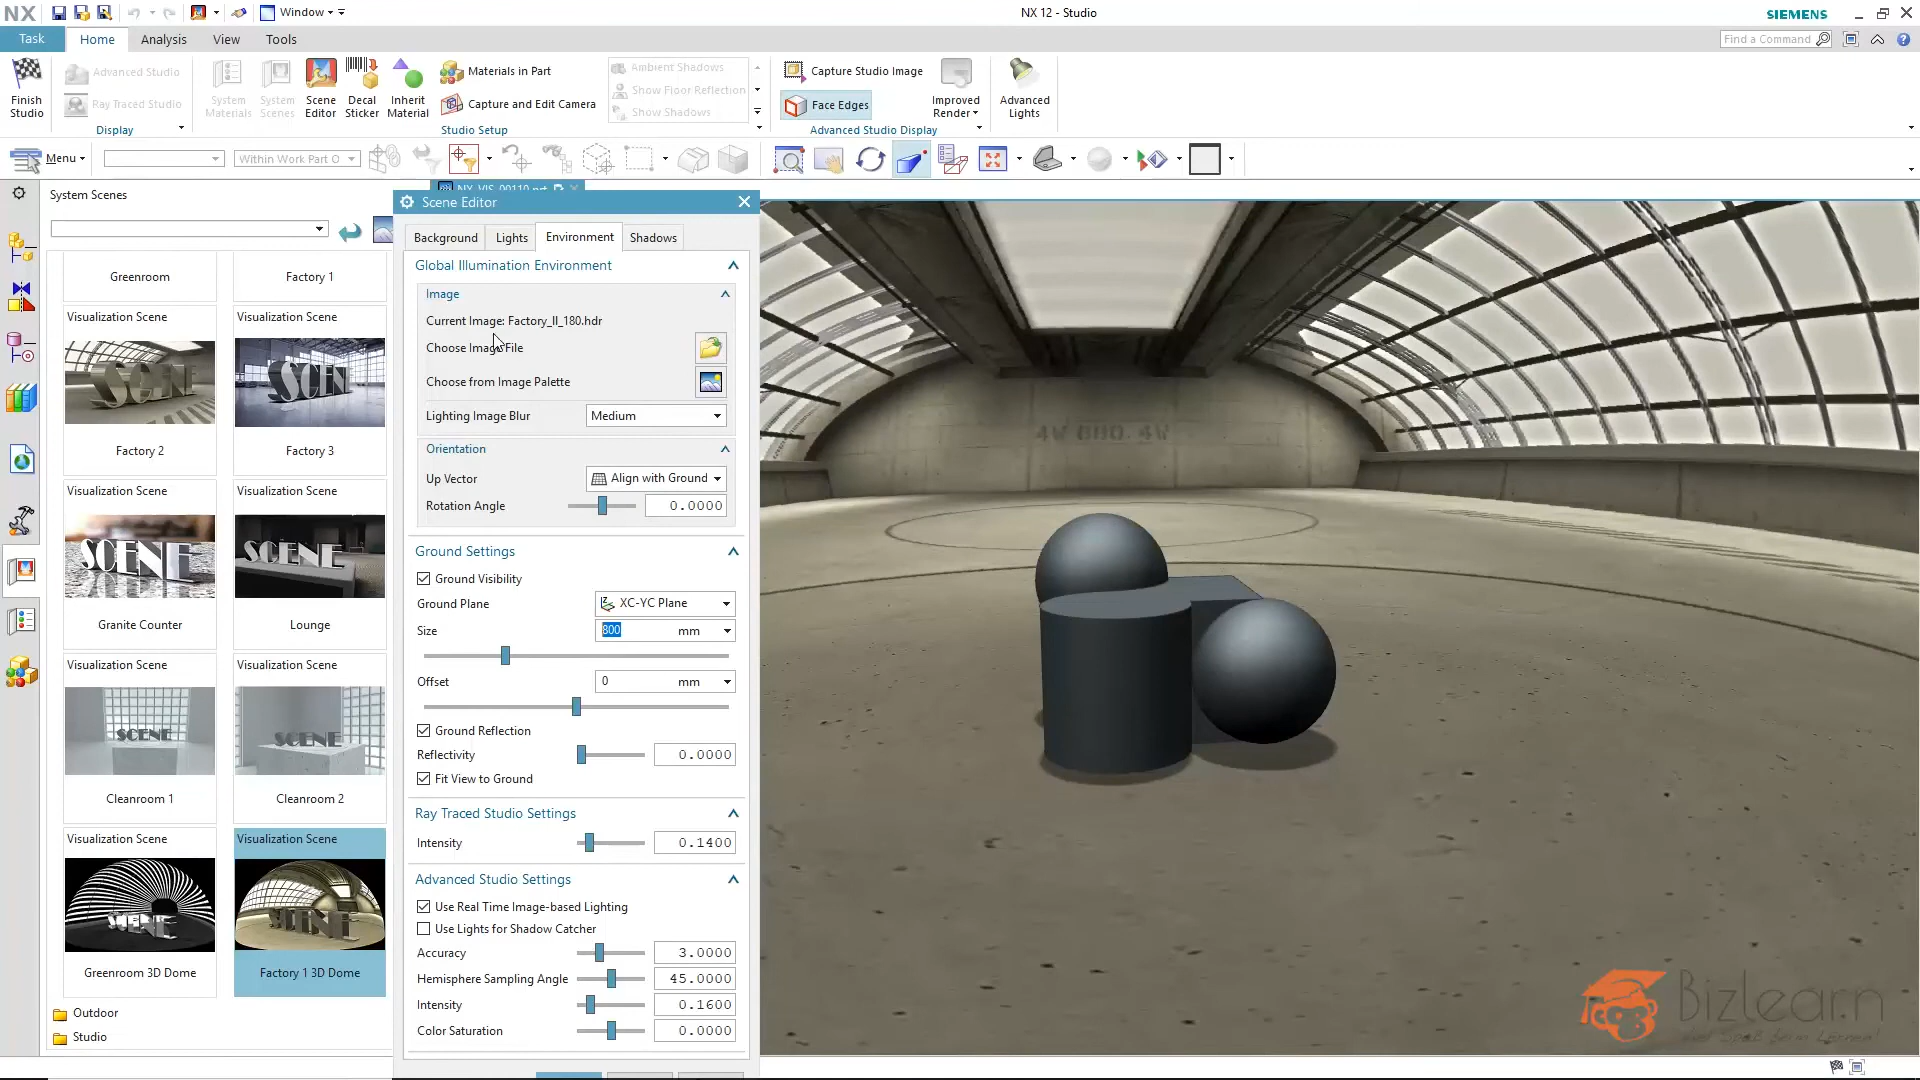 NX
Window
NX 12 - Studio
SIEMENS
Task
Home
Analysis
View
Tools
Find a Command
Finish
Studio
Advanced Studio
Ray Traced Studio
Display
System
Materials
System
Scenes
Scene
Editor
Decal
Sticker
Inherit
Material
Materials in Part
Capture and Edit Camera
Studio Setup
Ambient Shadows
Show Floor Reflection
Show Shadows
Capture Studio Image
Face Edges
Improved
Render
Advanced
Lights
Advanced Studio Display
Menu
Within Work Part O
System Scenes
NX_VIS_00110.prt
Greenroom
Factory 1
Visualization Scene
Visualization Scene
SCENE
SCENE
Factory 2
Factory 3
Visualization Scene
Visualization Scene
SCENE
SCENE
Granite Counter
Lounge
Visualization Scene
Visualization Scene
SCENE
SCENE
Cleanroom 1
Cleanroom 2
Visualization Scene
Visualization Scene
SCENE
SCENE
Greenroom 3D Dome
Factory 1 3D Dome
Outdoor
Studio
Scene Editor
Background
Lights
Environment
Shadows
Global Illumination Environment
Image
Current Image: Factory_II_180.hdr
Choose Image File
Choose from Image Palette
Lighting Image Blur
Medium
Orientation
Up Vector
Align with Ground
Rotation Angle
0.0000
Ground Settings
Ground Visibility
Ground Plane
XC-YC Plane
Size
800 mm
Offset
0 mm
Ground Reflection
Reflectivity
0.0000
Fit View to Ground
Ray Traced Studio Settings
Intensity
0.1400
Advanced Studio Settings
Use Real Time Image-based Lighting
Use Lights for Shadow Catcher
Accuracy
3.0000
Hemisphere Sampling Angle
45.0000
Intensity
0.1600
Color Saturation
0.0000
Bizlearn